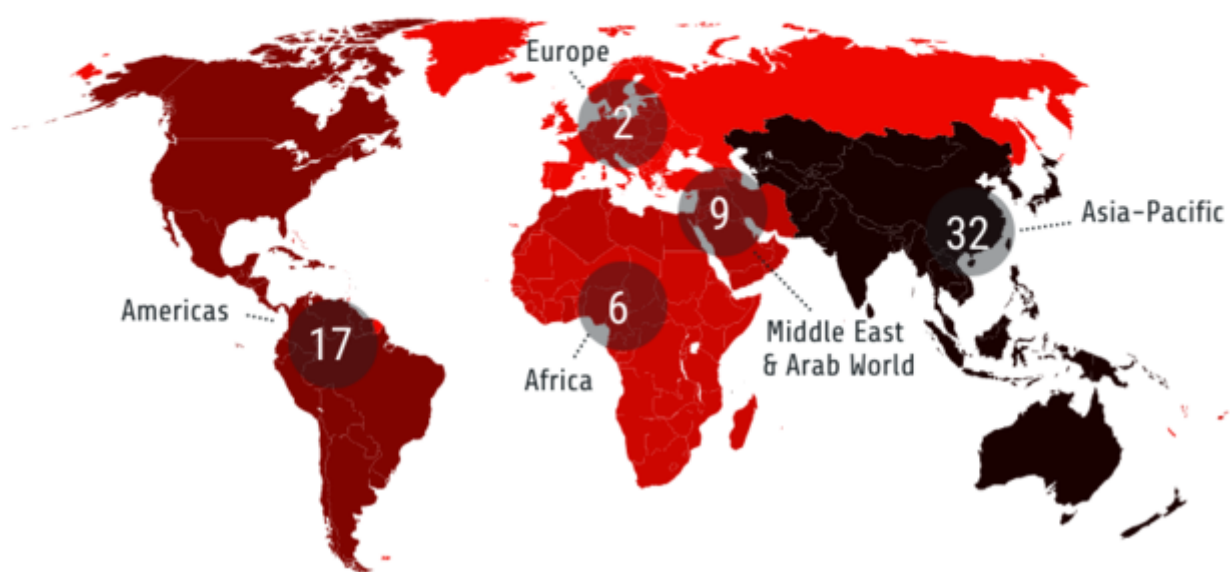 Europe
2
9
32
Asia-Pacific
6
Americas
17
Middle East
& Arab World
Africa